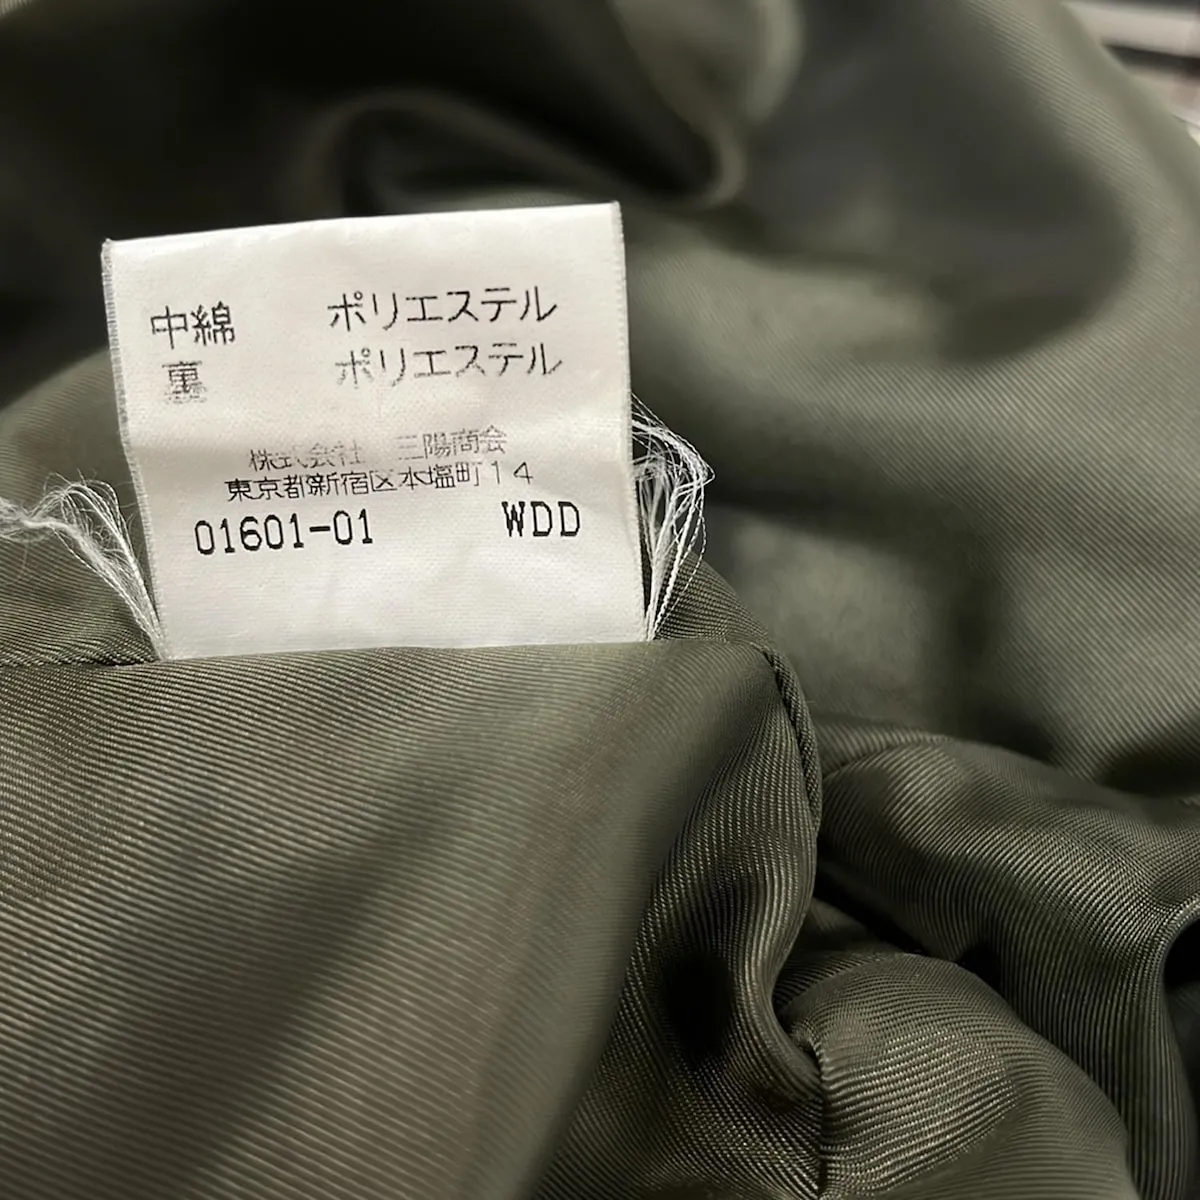 中綿 ポリエステル
裏 ポリエステル
株式会社 三陽商会
東京都新宿区本塩町14
01601-01 WDD